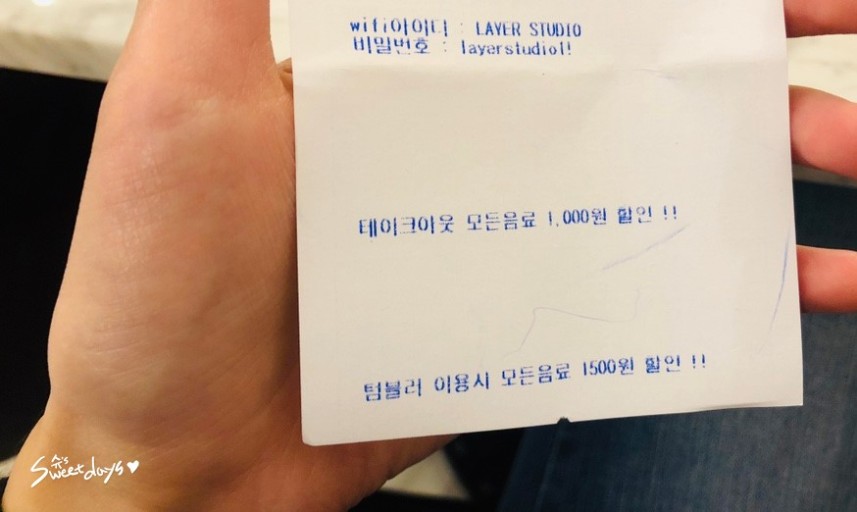 wifi아이디 : LAYER STUDIO
비밀번호 : layerstudio1!
테이크아웃 모든음료 1,000원 할인 !!
텀블러 이용시 모든음료 1500원 할인 !!
슈's
Sweet days♥